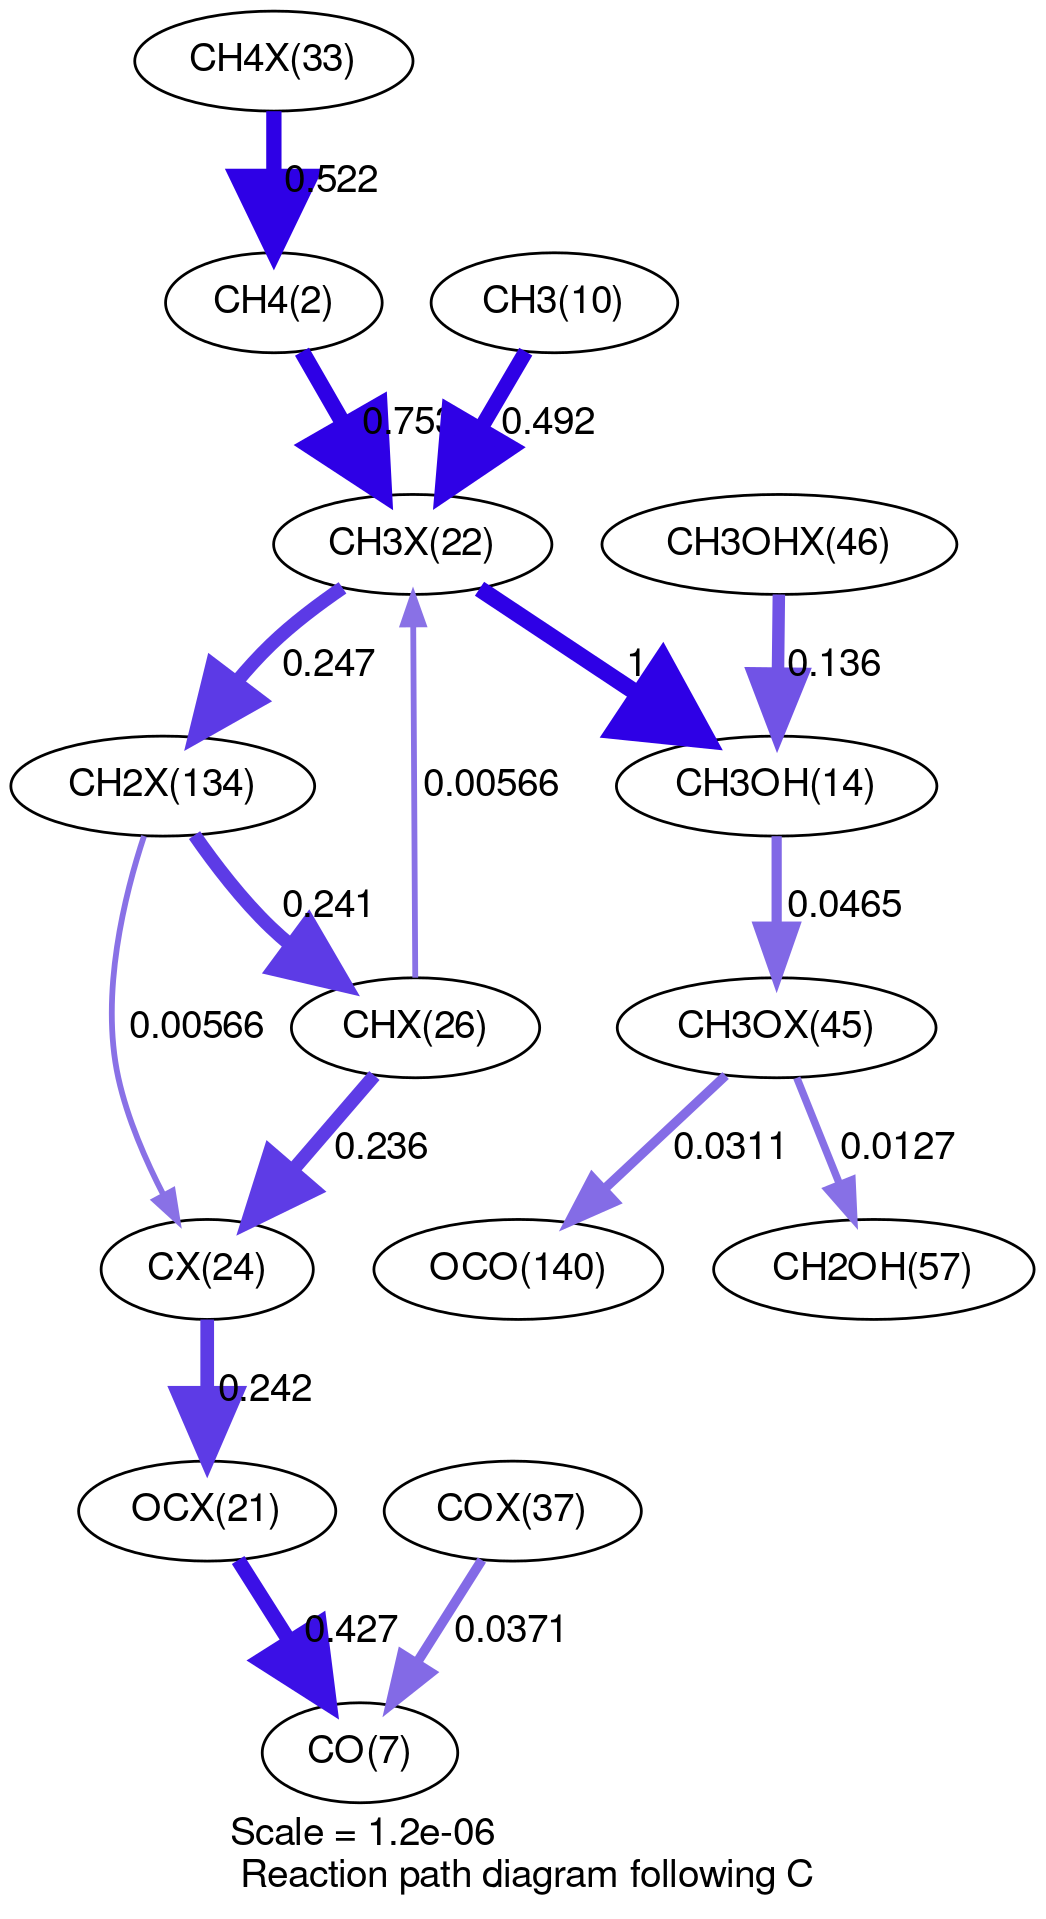 CH4X(33)
0.522
CH4(2)
CH3(10)
0.753
0.492
CH3X(22)
CH3OHX(46)
0.247
1
0.136
CH2X(134)
0.00566
CH3OH(14)
0.241
0.0465
0.00566
CHX(26)
CH3OX(45)
0.236
0.0311
0.0127
CX(24)
OCO(140)
CH2OH(57)
0.242
OCX(21)
COX(37)
0.427
0.0371
CO(7)
Scale = 1.2e-06
Reaction path diagram following C